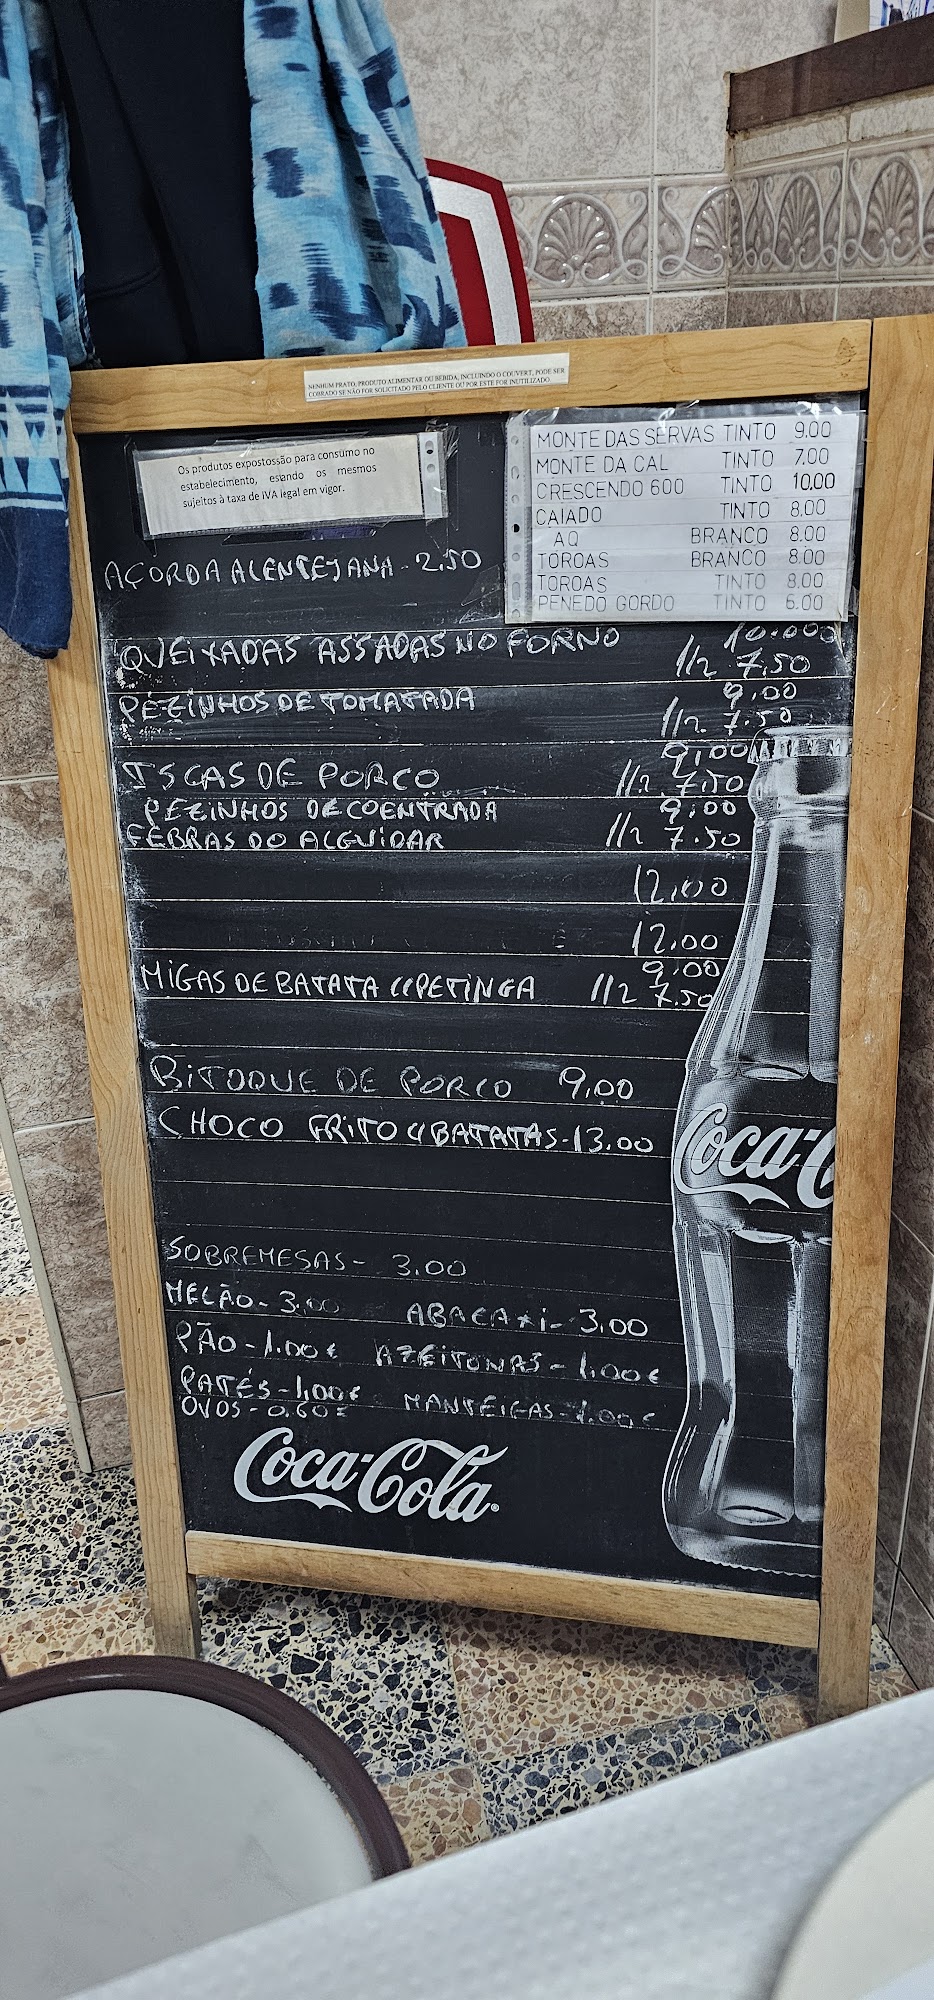 NENHUM PRATO, PRODUTO ALIMENTAR OU BEBIDA, INCLUINDO O COUVERT, PODE SER
COBRADO SE NÃO FOR SOLICITADO PELO CLIENTE OU POR ESTE FOR INUTILIZADO.
Os produtos expostossão para consumo no
estabelecimento, estando os mesmos
sujeitos à taxa de iVA legal em vigor.
MONTE DAS SERVAS TINTO 9.00
MONTE DA CAL TINTO 7.00
CRESCENDO 600 TINTO 10.00
CAIADO TINTO 8.00
AQ BRANCO 8.00
TOROAS BRANCO 8.00
TOROAS TINTO 8.00
PENEDO GORDO TINTO 6.00
AÇORDA ALENTEJANA - 2.50
QUEIXADAS ASSADAS NO FORNO 10.000
1/2 7.50
PÉZINHOS DE TOMATADA 9.00
1/2 7.50
ISCAS DE PORCO 9,00
1/2 7.50
PEZINHOS DE COENTRADA 9.00
FEBRAS DO ALGUIDAR 1/2 7.50
12,00
12.00
9,00
MIGAS DE BATATA C/PETINGA 1/2 7.50
BITOQUE DE PORCO 9,00
CHOCO FRITO C/BATATAS-13.00
SOBREMESAS - 3.00
MELÃO - 3.00 ABACAXI - 3,00
PÃO - 1.00€ AZEITONAS - 1,00€
PATÉS - 1,00€
OVOS - 0.60€ MANTEIGAS - 1.00€
Coca-C
Coca-Cola